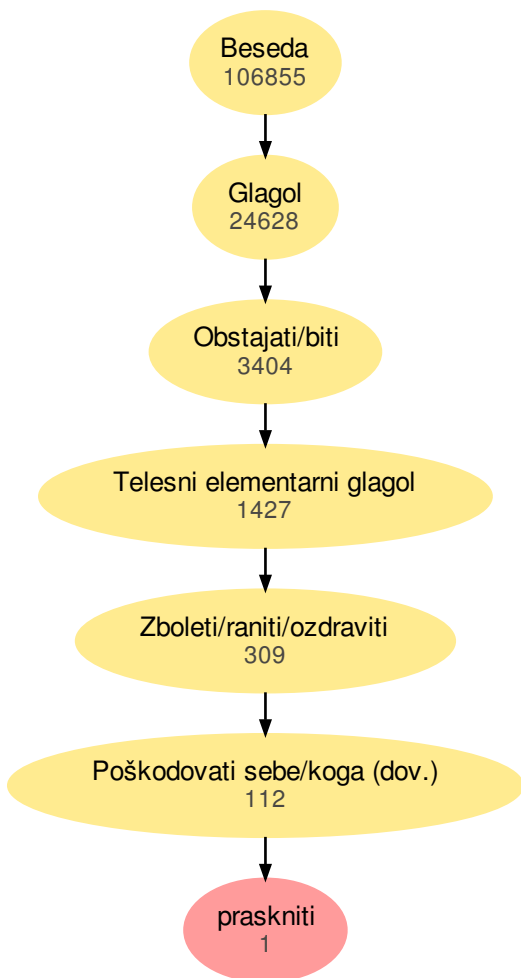 Beseda
106855
Glagol
24628
Obstajati/biti
3404
Telesni elementarni glagol
1427
Zboleti/raniti/ozdraviti
309
Poškodovati sebe/koga (dov.)
112
praskniti
1